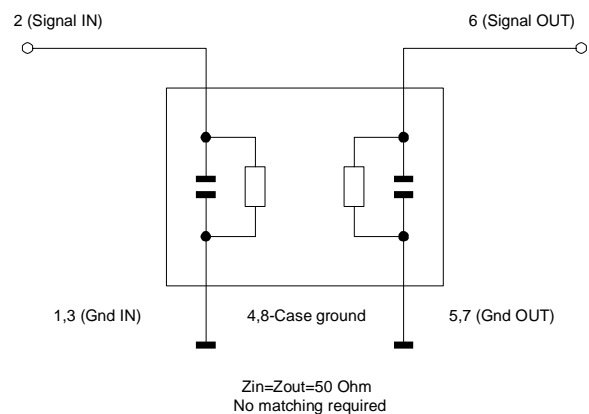 2 (Signal IN)
6 (Signal OUT)
1,3 (Gnd IN)
4,8-Case ground
5,7 (Gnd OUT)
Zin=Zout=50 Ohm
No matching required